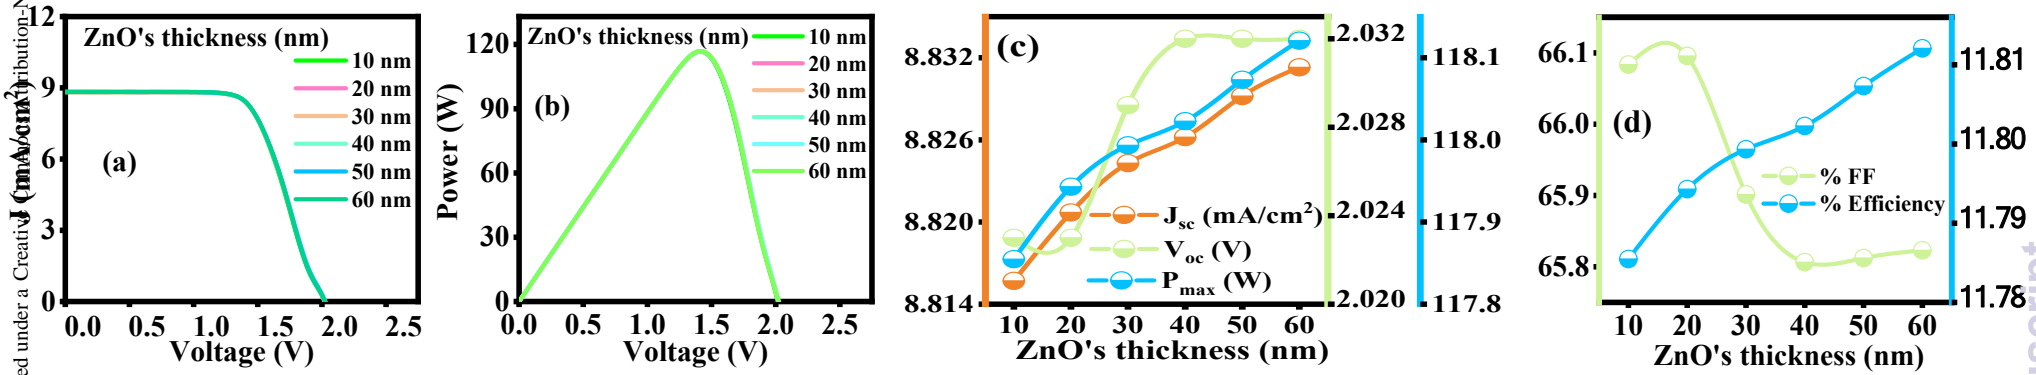 12
9
6
3
0
J (mA/cm²)
ZnO's thickness (nm)
10 nm
20 nm
30 nm
40 nm
50 nm
60 nm
(a)
0.0 0.5 1.0 1.5 2.0 2.5
Voltage (V)
120
90
60
30
0
Power (W)
ZnO's thickness (nm)
10 nm
20 nm
30 nm
40 nm
50 nm
60 nm
(b)
0.0 0.5 1.0 1.5 2.0 2.5
Voltage (V)
(c)
8.832
8.826
8.820
8.814
Jsc (mA/cm²)
Voc (V)
Pmax (W)
2.032
2.028
2.024
2.020
118.1
118.0
117.9
117.8
10 20 30 40 50 60
ZnO's thickness (nm)
66.1
66.0
65.9
65.8
(d)
% FF
% Efficiency
11.81
11.80
11.79
11.78
10 20 30 40 50 60
ZnO's thickness (nm)
ed under a Creative